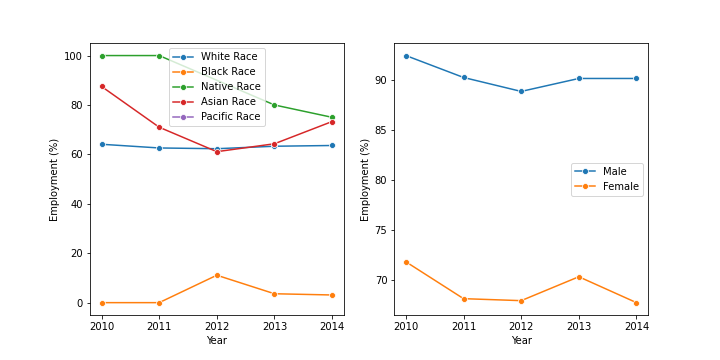 100
80
60
40
20
0
Employment (%)
2010 2011 2012 2013 2014
Year
White Race
Black Race
Native Race
Asian Race
Pacific Race
90
85
80
75
70
Employment (%)
2010 2011 2012 2013 2014
Year
Male
Female